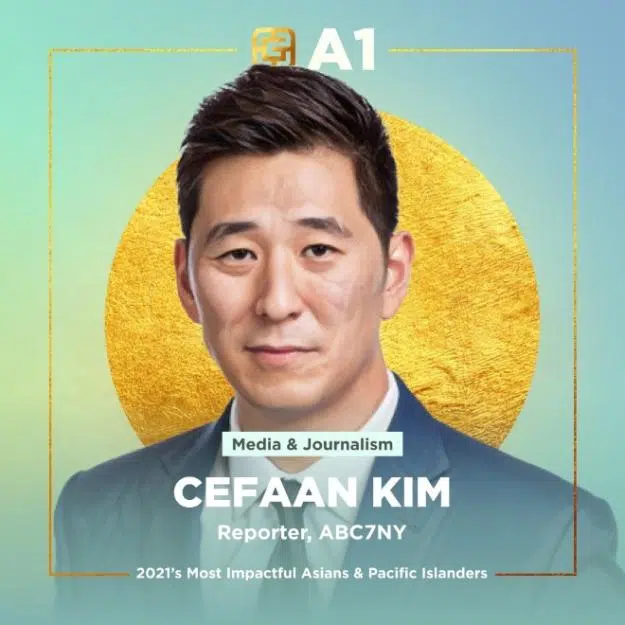 A1
Media & Journalism
CEFAAN KIM
Reporter, ABC7NY
2021's Most Impactful Asians & Pacific Islanders